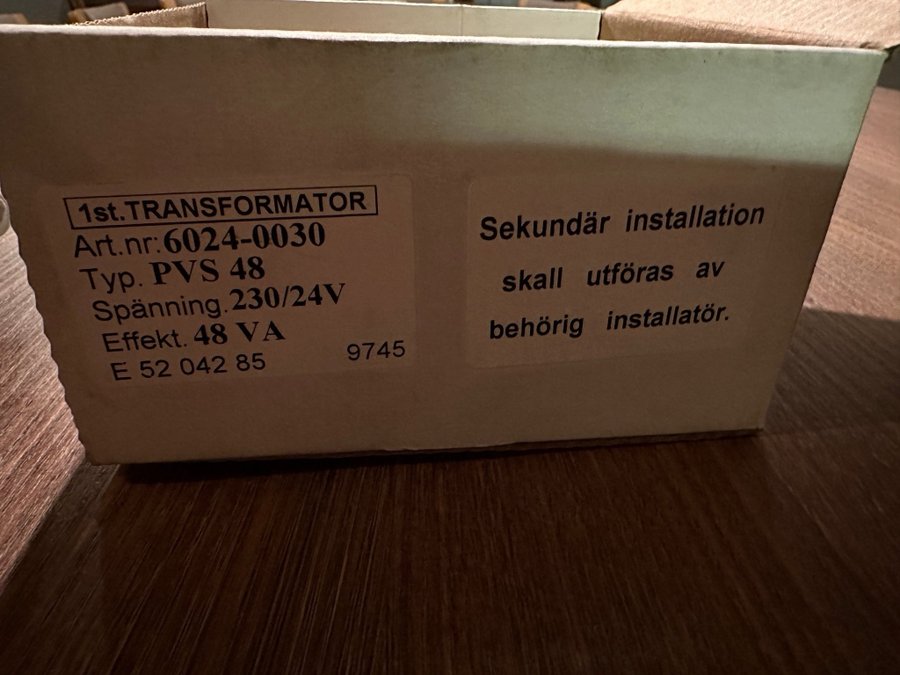 1st.TRANSFORMATOR
Art.nr:6024-0030
Typ. PVS 48
Spänning.230/24V
Effekt. 48 VA
E 52 042 85 9745
Sekundär installation
skall utföras av
behörig installatör.